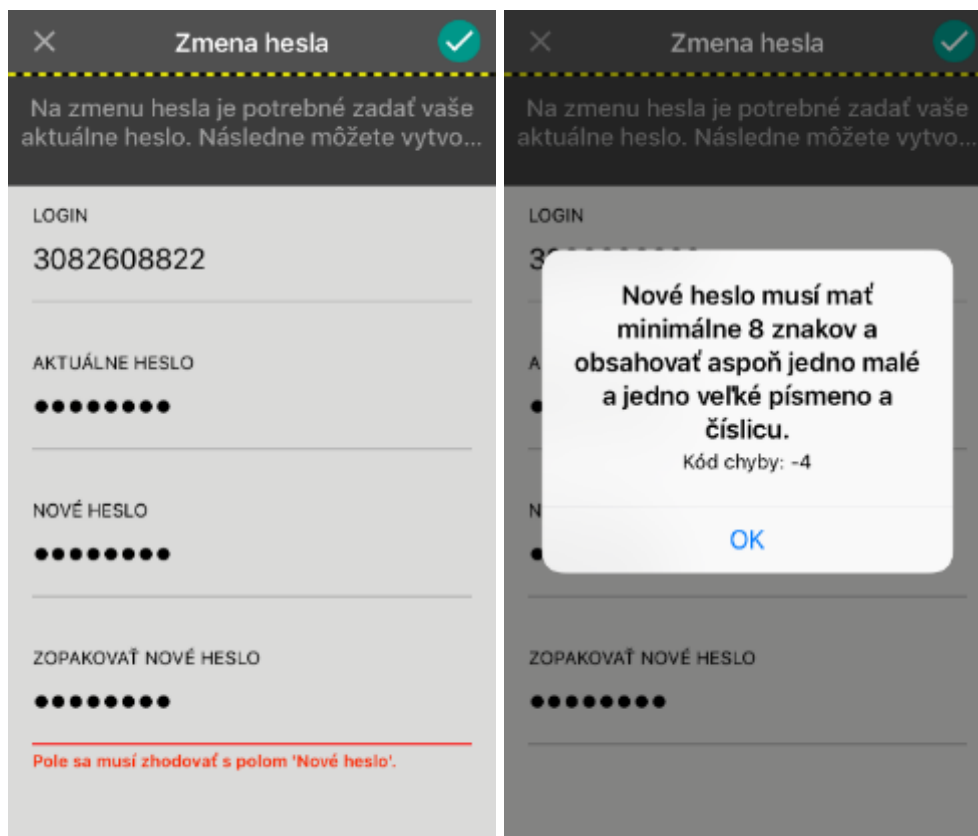 Zmena hesla
Na zmenu hesla je potrebné zadať vaše
aktuálne heslo. Následne môžete vytvo...
LOGIN
3082608822
AKTUÁLNE HESLO
●●●●●●●●
NOVÉ HESLO
●●●●●●●●
ZOPAKOVAŤ NOVÉ HESLO
●●●●●●●●
Pole sa musí zhodovať s polom 'Nové heslo'.
Zmena hesla
Na zmenu hesla je potrebné zadať vaše
aktuálne heslo. Následne môžete vytvo...
LOGIN
Nové heslo musí mať
minimálne 8 znakov a
obsahovať aspoň jedno malé
a jedno veľké písmeno a
číslicu.
Kód chyby: -4
OK
ZOPAKOVAŤ NOVÉ HESLO
●●●●●●●●